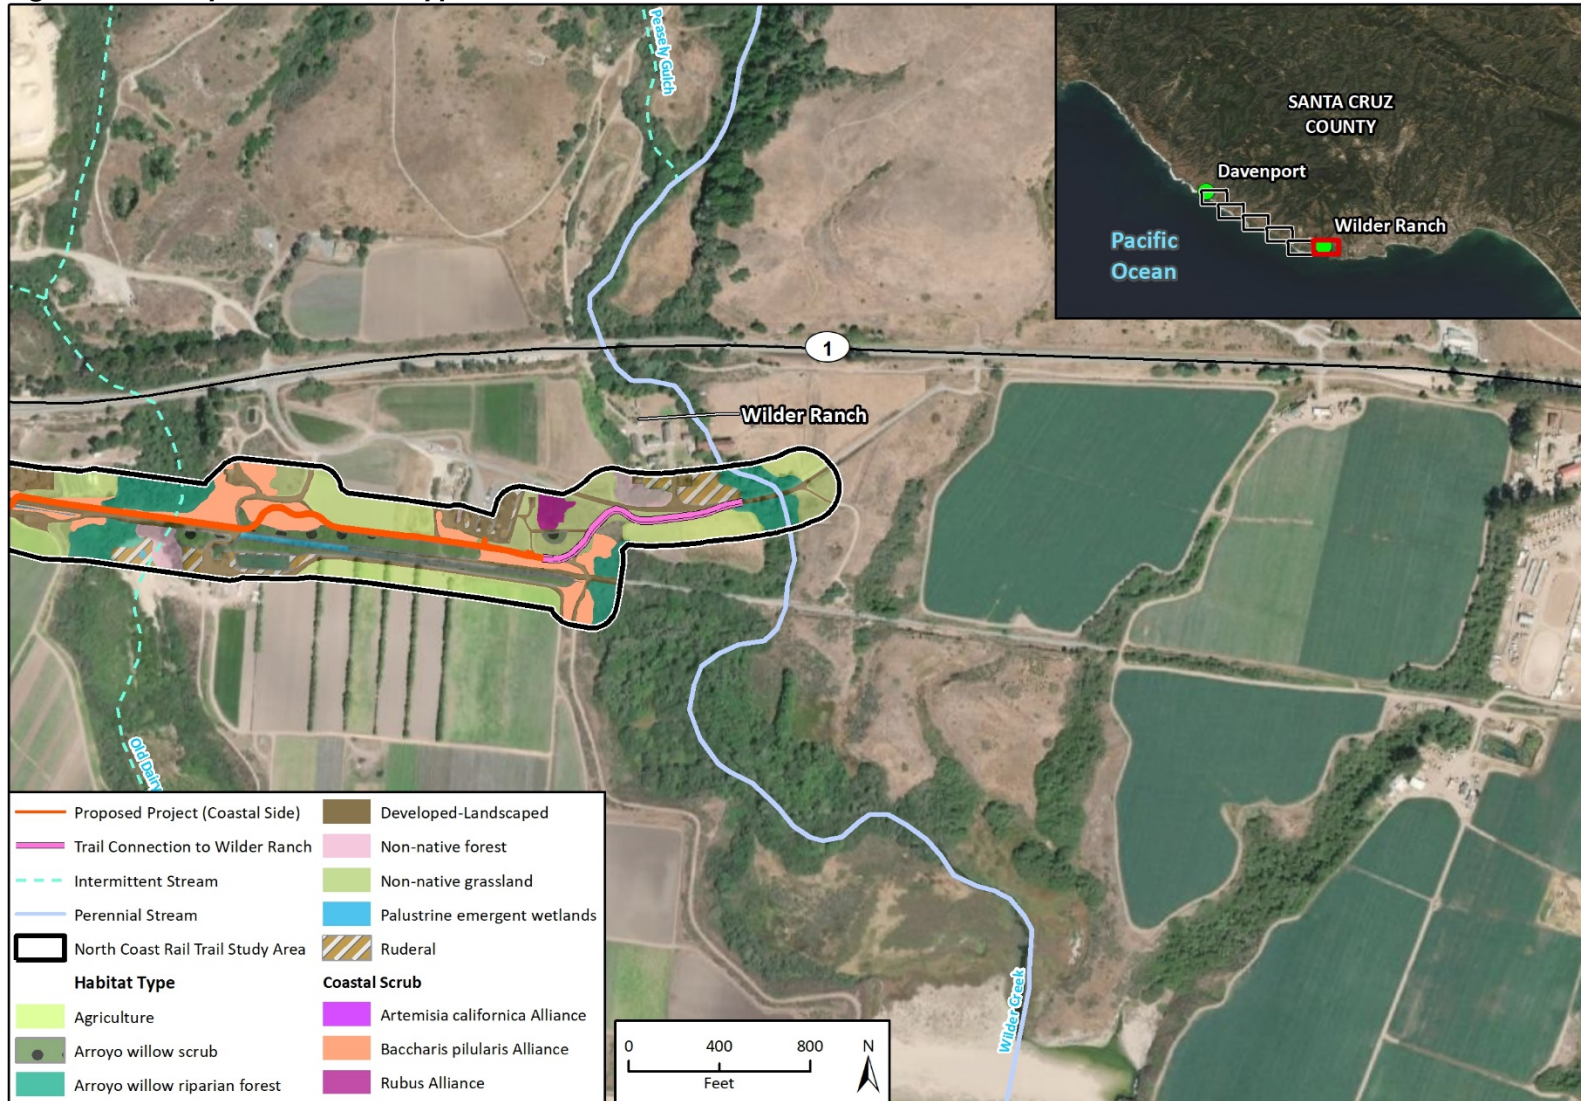 Peasely Gulch
SANTA CRUZ
COUNTY
Davenport
Wilder Ranch
Pacific
Ocean
1
Wilder Ranch
Old Dairy
Wilder Creek
Proposed Project (Coastal Side)
Trail Connection to Wilder Ranch
Intermittent Stream
Perennial Stream
North Coast Rail Trail Study Area
Habitat Type
Agriculture
Arroyo willow scrub
Arroyo willow riparian forest
Developed-Landscaped
Non-native forest
Non-native grassland
Palustrine emergent wetlands
Ruderal
Coastal Scrub
Artemisia californica Alliance
Baccharis pilularis Alliance
Rubus Alliance
0 400 800
Feet
N